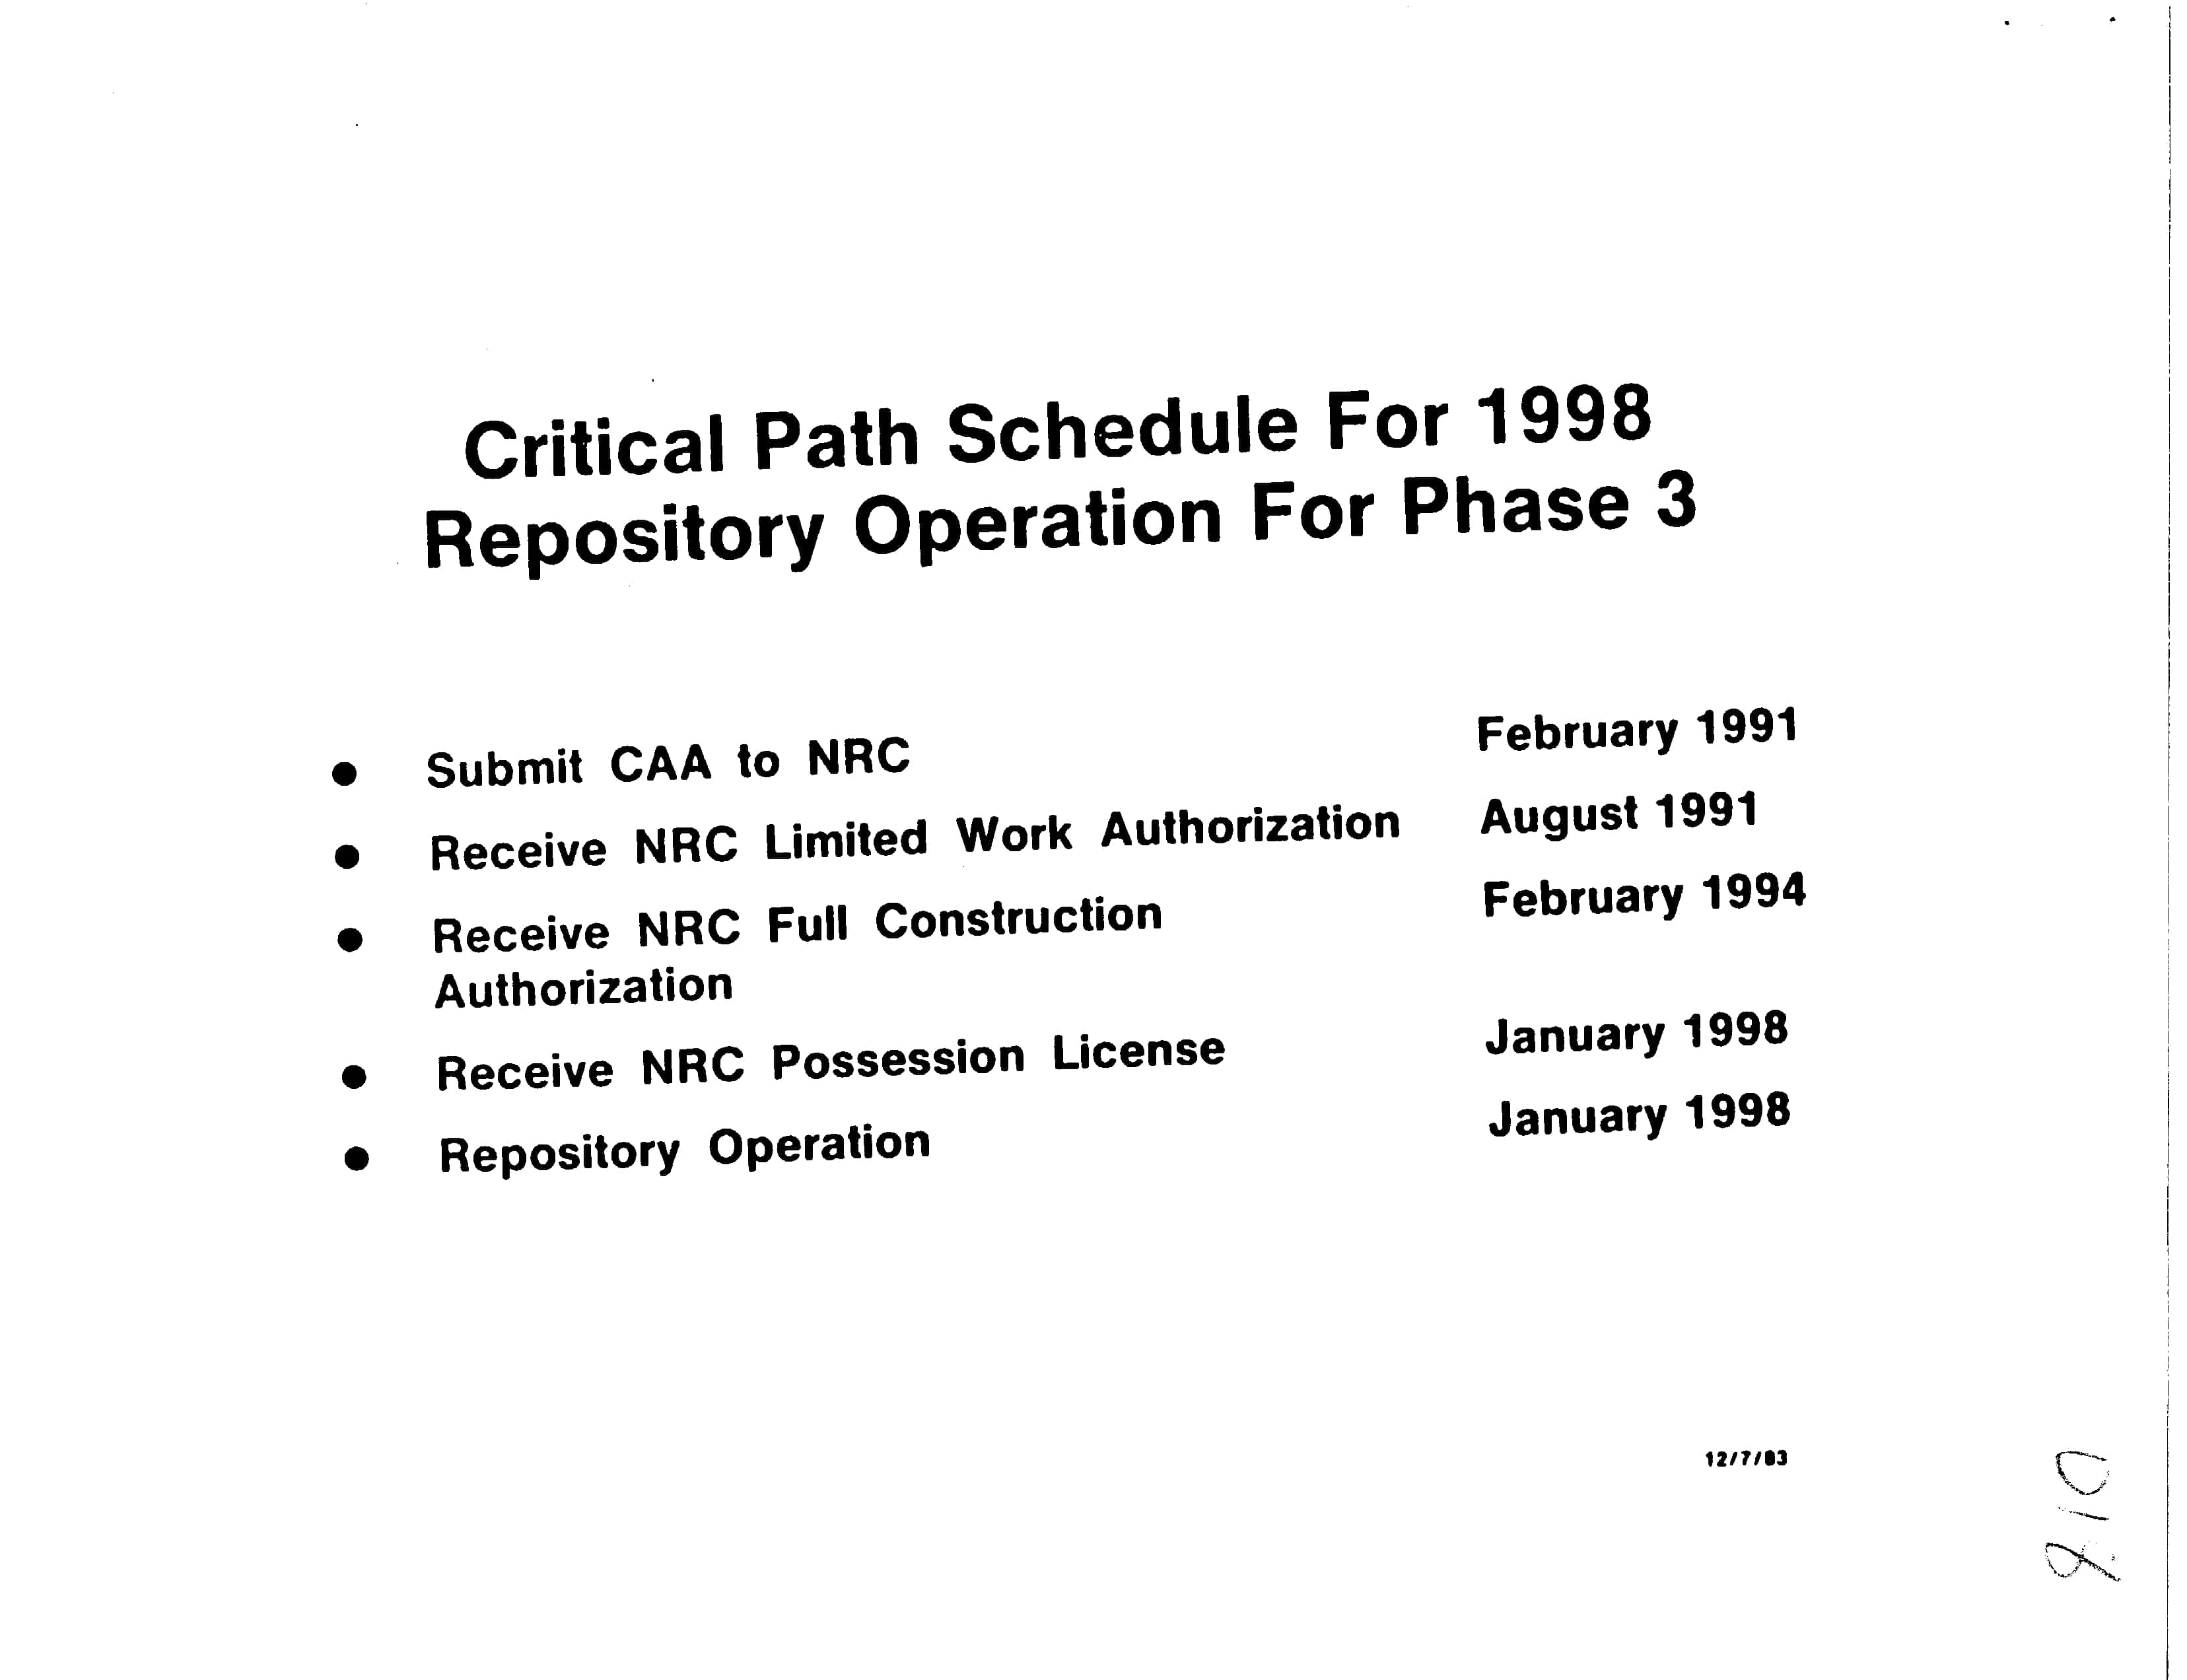 Critical Path Schedule For 1998
Repository Operation For Phase 3
● Submit CAA to NRC February 1991
● Receive NRC Limited Work Authorization August 1991
● Receive NRC Full Construction February 1994
Authorization
● Receive NRC Possession License January 1998
● Repository Operation January 1998
12/7/83